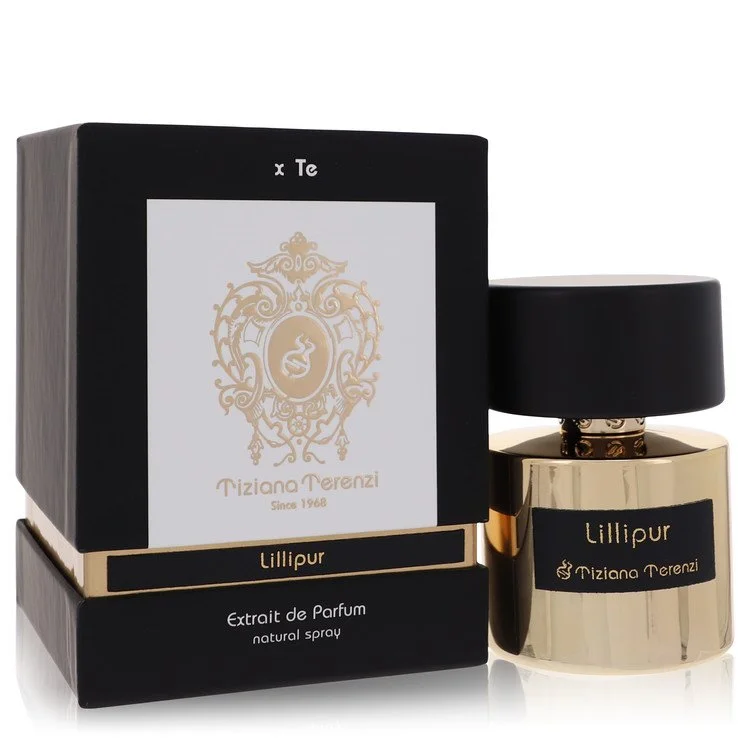 x Te
Tiziana Terenzi
Since 1968
Lillipur
Extrait de Parfum
natural spray
Lillipur
Tiziana Terenzi